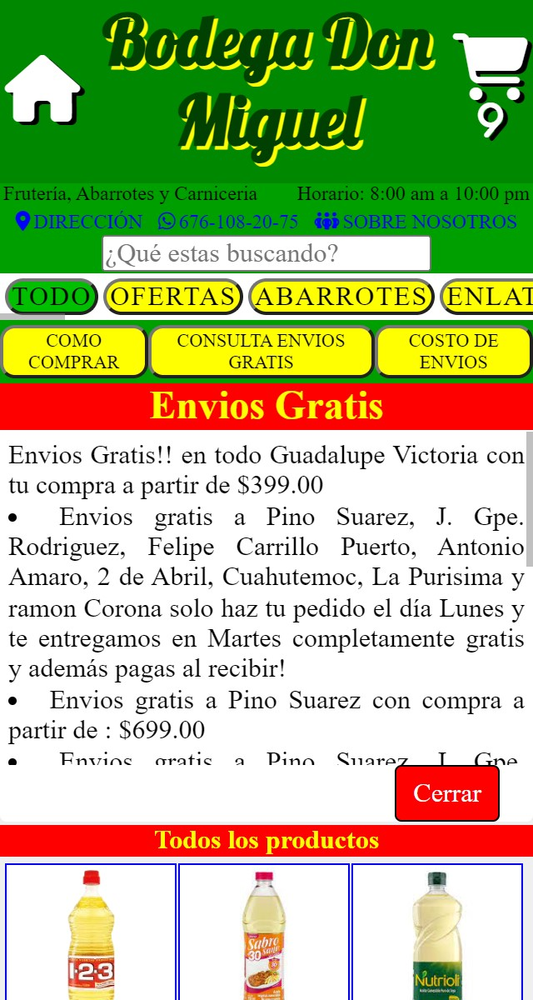 Bodega Don
Miguel
9
Frutería, Abarrotes y Carniceria Horario: 8:00 am a 10:00 pm
DIRECCIÓN 676-108-20-75 SOBRE NOSOTROS
¿Qué estas buscando?
TODO OFERTAS ABARROTES ENLAT
COMO COMPRAR
CONSULTA ENVIOS GRATIS
COSTO DE ENVIOS
Envios Gratis
Envios Gratis!! en todo Guadalupe Victoria con
tu compra a partir de $399.00
• Envios gratis a Pino Suarez, J. Gpe.
Rodriguez, Felipe Carrillo Puerto, Antonio
Amaro, 2 de Abril, Cuahutemoc, La Purisima y
ramon Corona solo haz tu pedido el día Lunes y
te entregamos en Martes completamente gratis
y además pagas al recibir!
• Envios gratis a Pino Suarez con compra a
partir de : $699.00
• Envios gratis a Pino Suarez, J. Gpe.
Cerrar
Todos los productos
1-2-3
Sabro
sano
30
Nutrioli